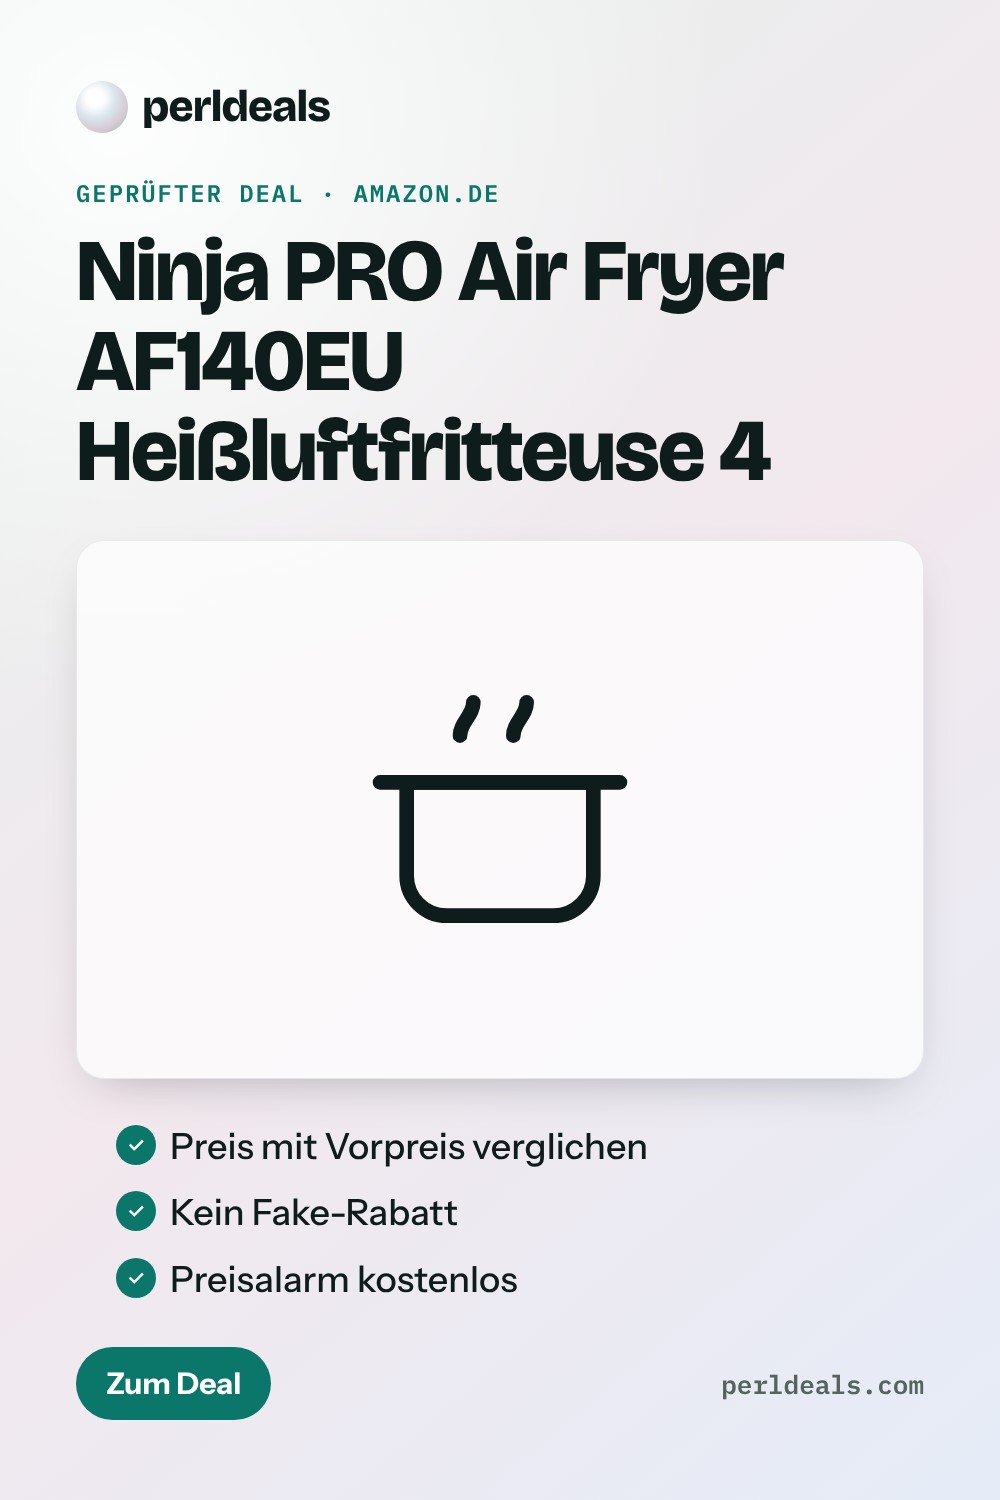 perldeals
GEPRÜFTER DEAL · AMAZON.DE
Ninja PRO Air Fryer
AF140EU
Heißluftfritteuse 4
Preis mit Vorpreis verglichen
Kein Fake-Rabatt
Preisalarm kostenlos
Zum Deal
perldeals.com